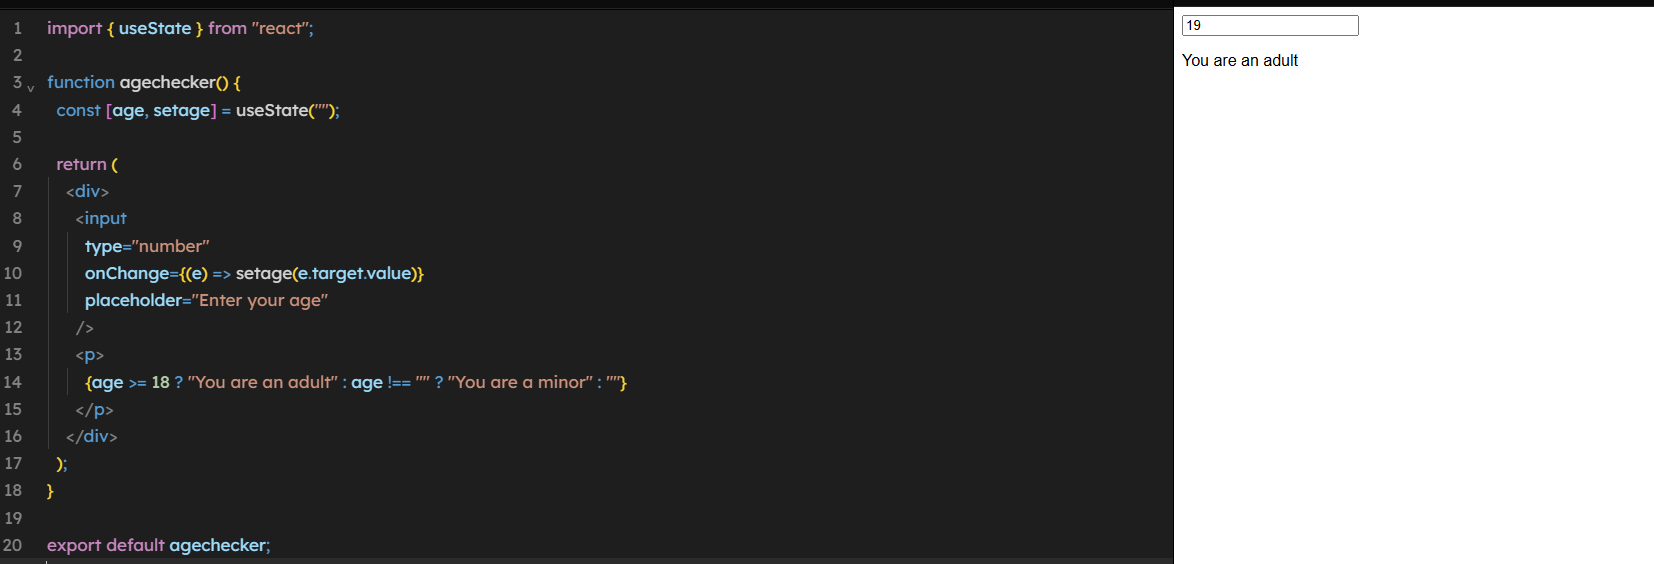 1 import { useState } from "react";
2
3 function agechecker() {
4 const [age, setage] = useState("");
5
6 return (
7 <div>
8 <input
9 type="number"
10 onChange={(e) => setage(e.target.value)}
11 placeholder="Enter your age"
12 />
13 <p>
14 {age >= 18 ? "You are an adult" : age !== "" ? "You are a minor" : ""}
15 </p>
16 </div>
17 );
18 }
19
20 export default agechecker;
19
You are an adult